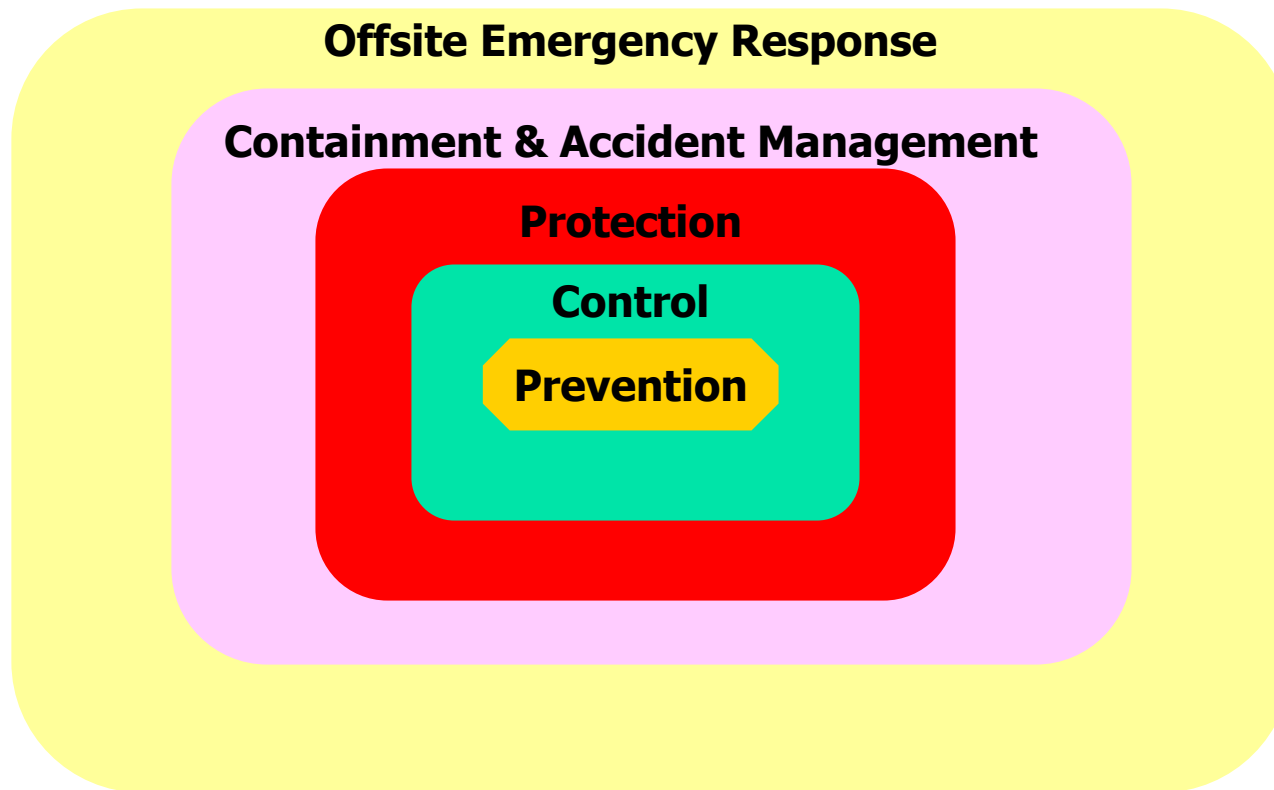 Offsite Emergency Response
Containment & Accident Management
Protection
Control
Prevention